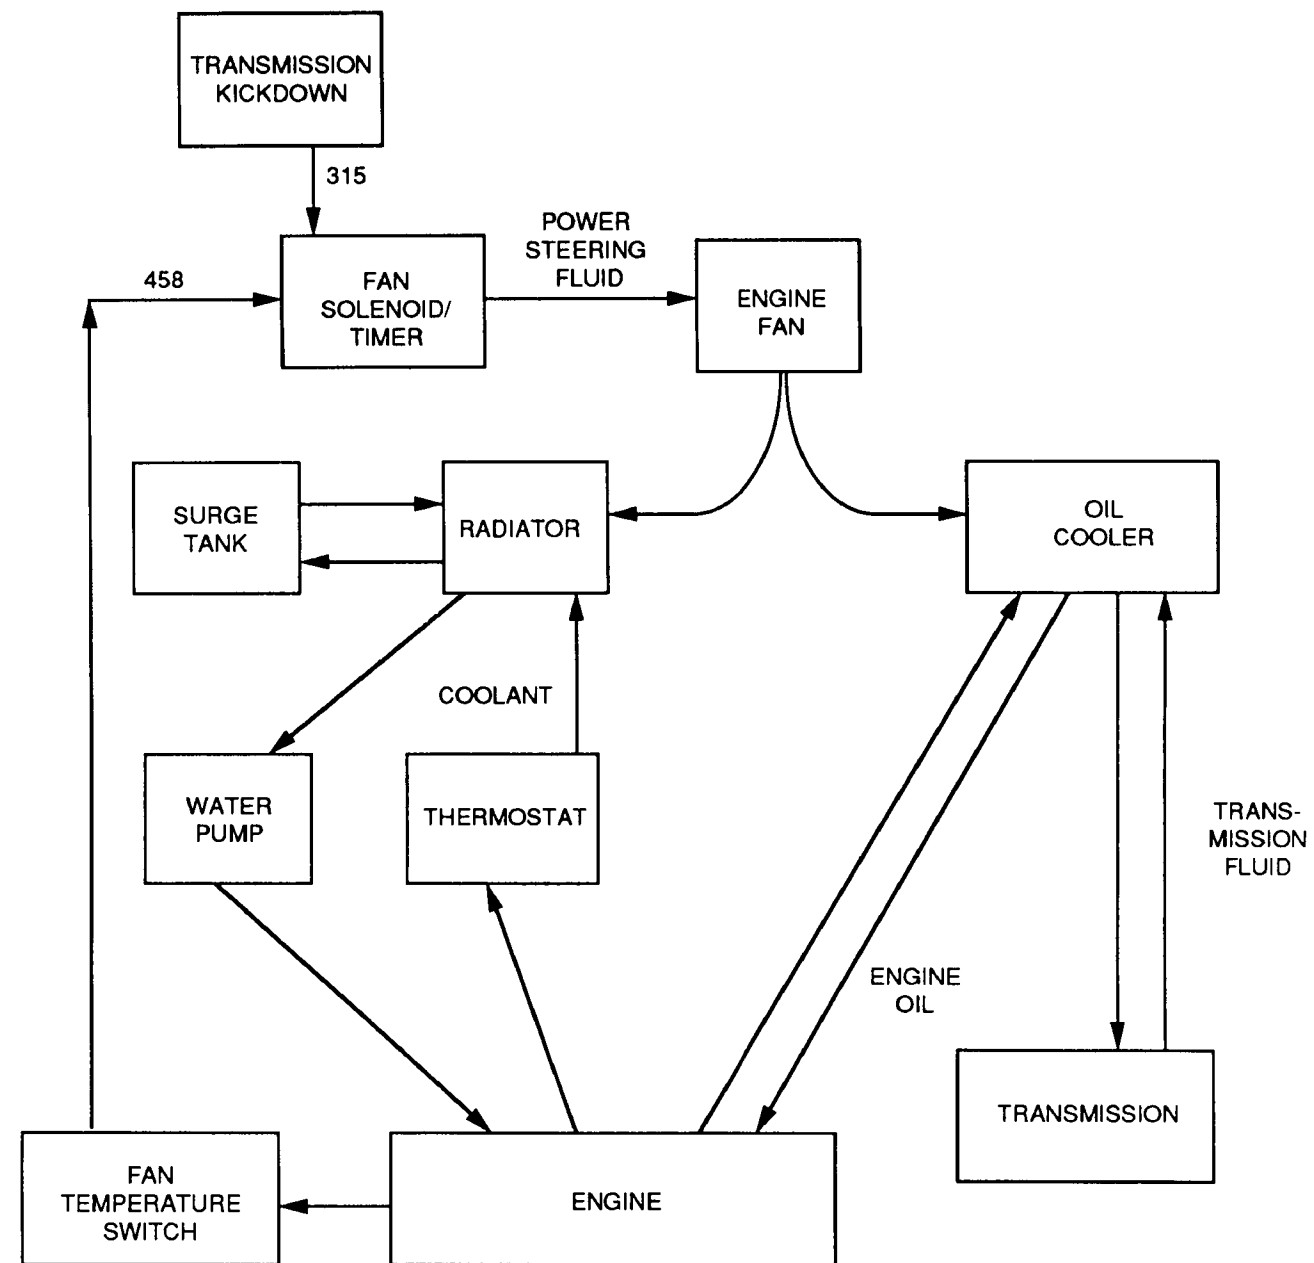 TRANSMISSION
KICKDOWN
315
458
FAN
SOLENOID/
TIMER
POWER
STEERING
FLUID
ENGINE
FAN
SURGE
TANK
RADIATOR
OIL
COOLER
COOLANT
WATER
PUMP
THERMOSTAT
TRANS-
MISSION
FLUID
ENGINE
OIL
TRANSMISSION
FAN
TEMPERATURE
SWITCH
ENGINE